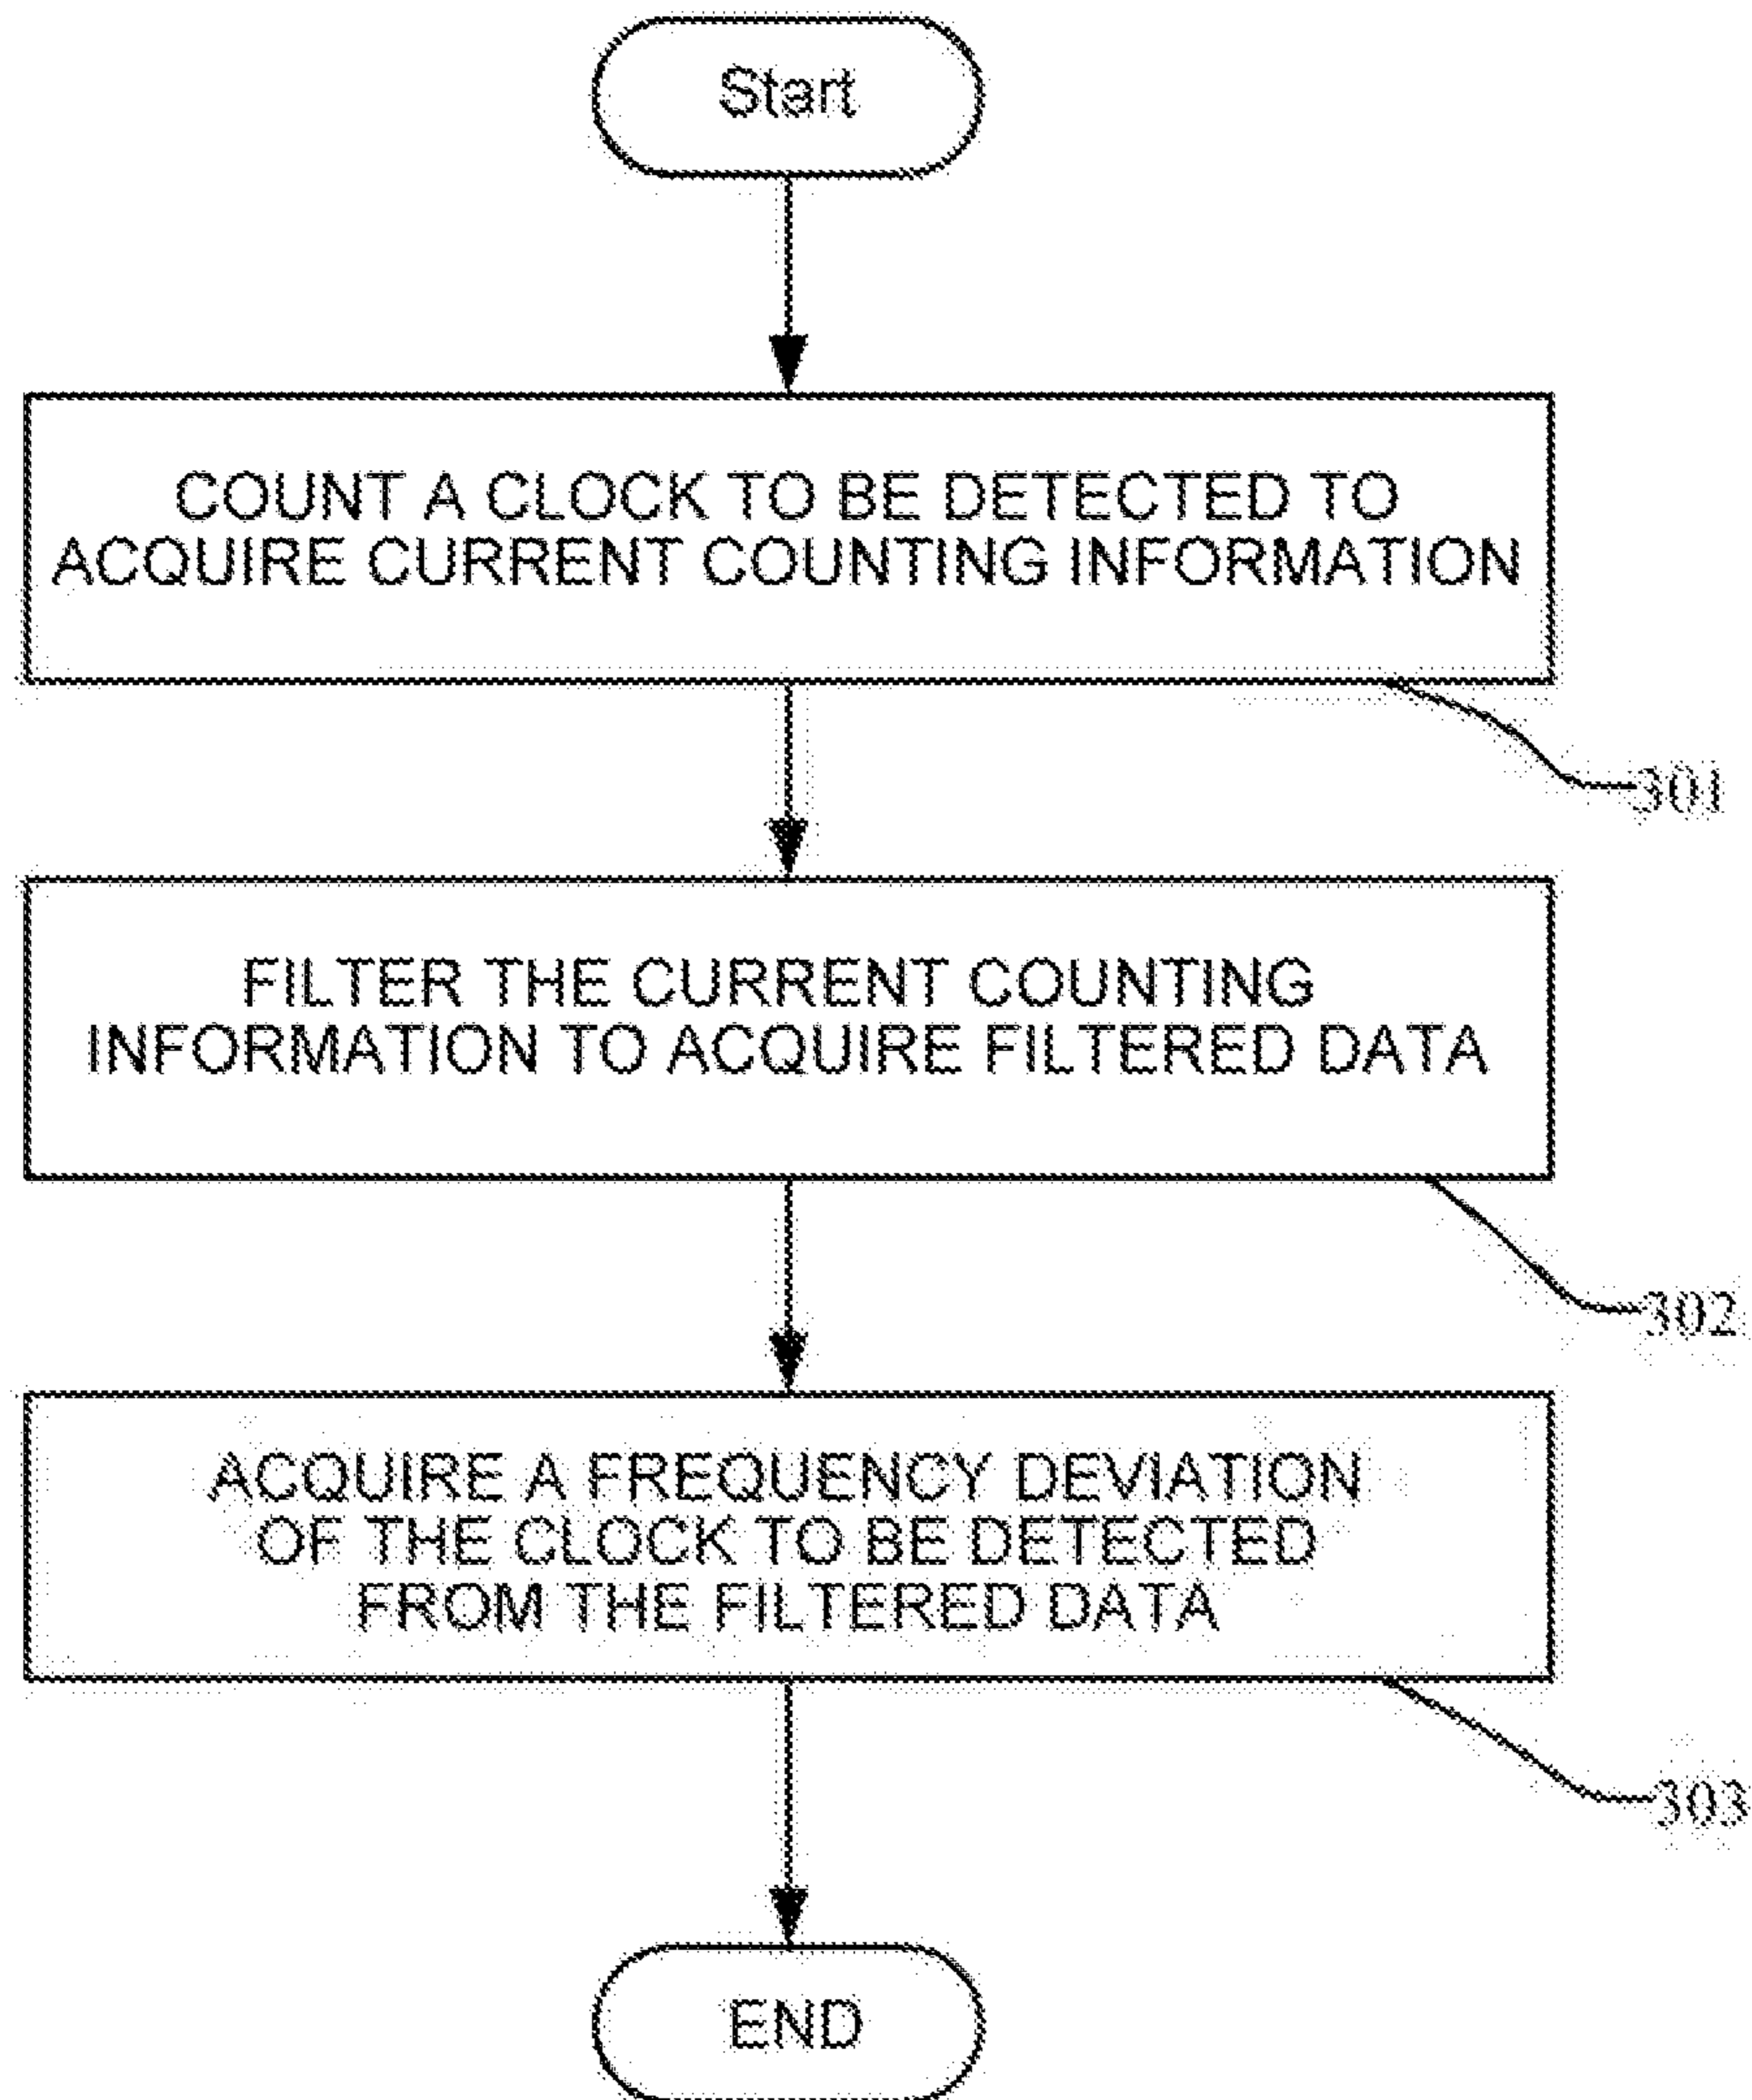 Start
COUNT A CLOCK TO BE DETECTED TO
ACQUIRE CURRENT COUNTING INFORMATION
301
FILTER THE CURRENT COUNTING
INFORMATION TO ACQUIRE FILTERED DATA
302
ACQUIRE A FREQUENCY DEVIATION
OF THE CLOCK TO BE DETECTED
FROM THE FILTERED DATA
303
END